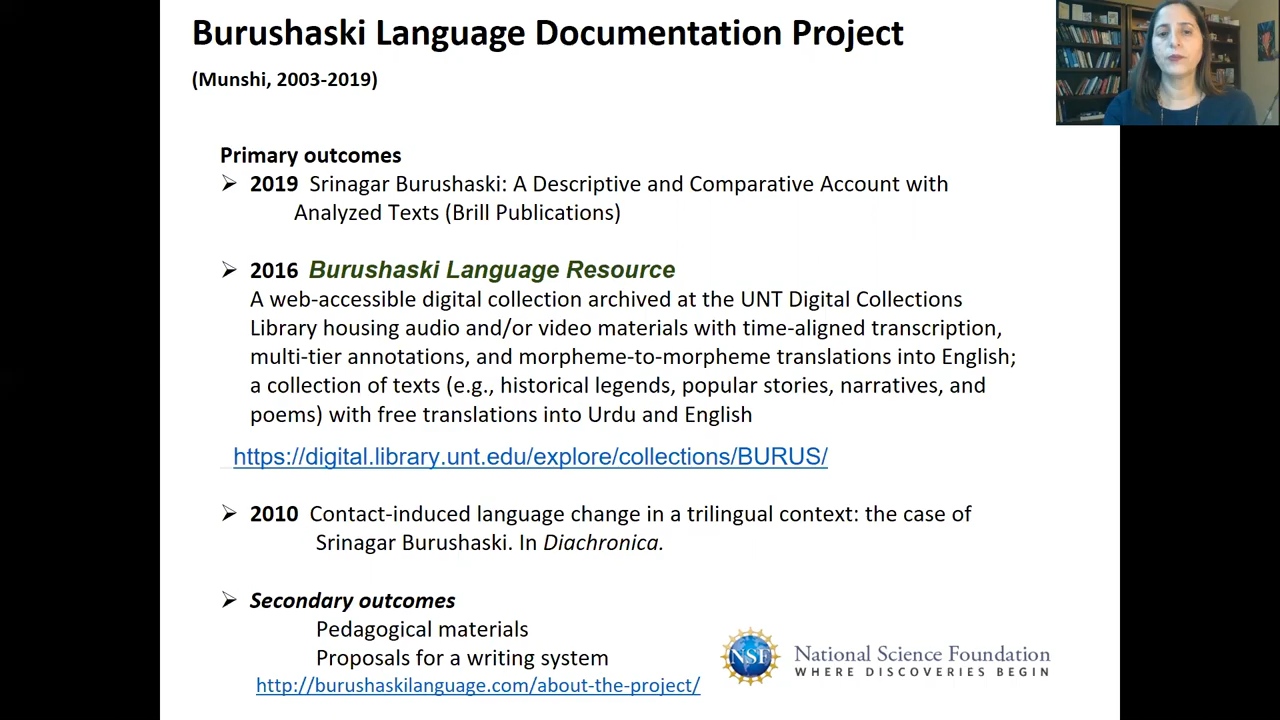 Burushaski Language Documentation Project
(Munshi, 2003-2019)
Primary outcomes
➢ 2019 Srinagar Burushaski: A Descriptive and Comparative Account with
Analyzed Texts (Brill Publications)
➢ 2016 Burushaski Language Resource
A web-accessible digital collection archived at the UNT Digital Collections
Library housing audio and/or video materials with time-aligned transcription,
multi-tier annotations, and morpheme-to-morpheme translations into English;
a collection of texts (e.g., historical legends, popular stories, narratives, and
poems) with free translations into Urdu and English
https://digital.library.unt.edu/explore/collections/BURUS/
➢ 2010 Contact-induced language change in a trilingual context: the case of
Srinagar Burushaski. In Diachronica.
➢ Secondary outcomes
Pedagogical materials
Proposals for a writing system
http://burushaskilanguage.com/about-the-project/
NSF
National Science Foundation
WHERE DISCOVERIES BEGIN